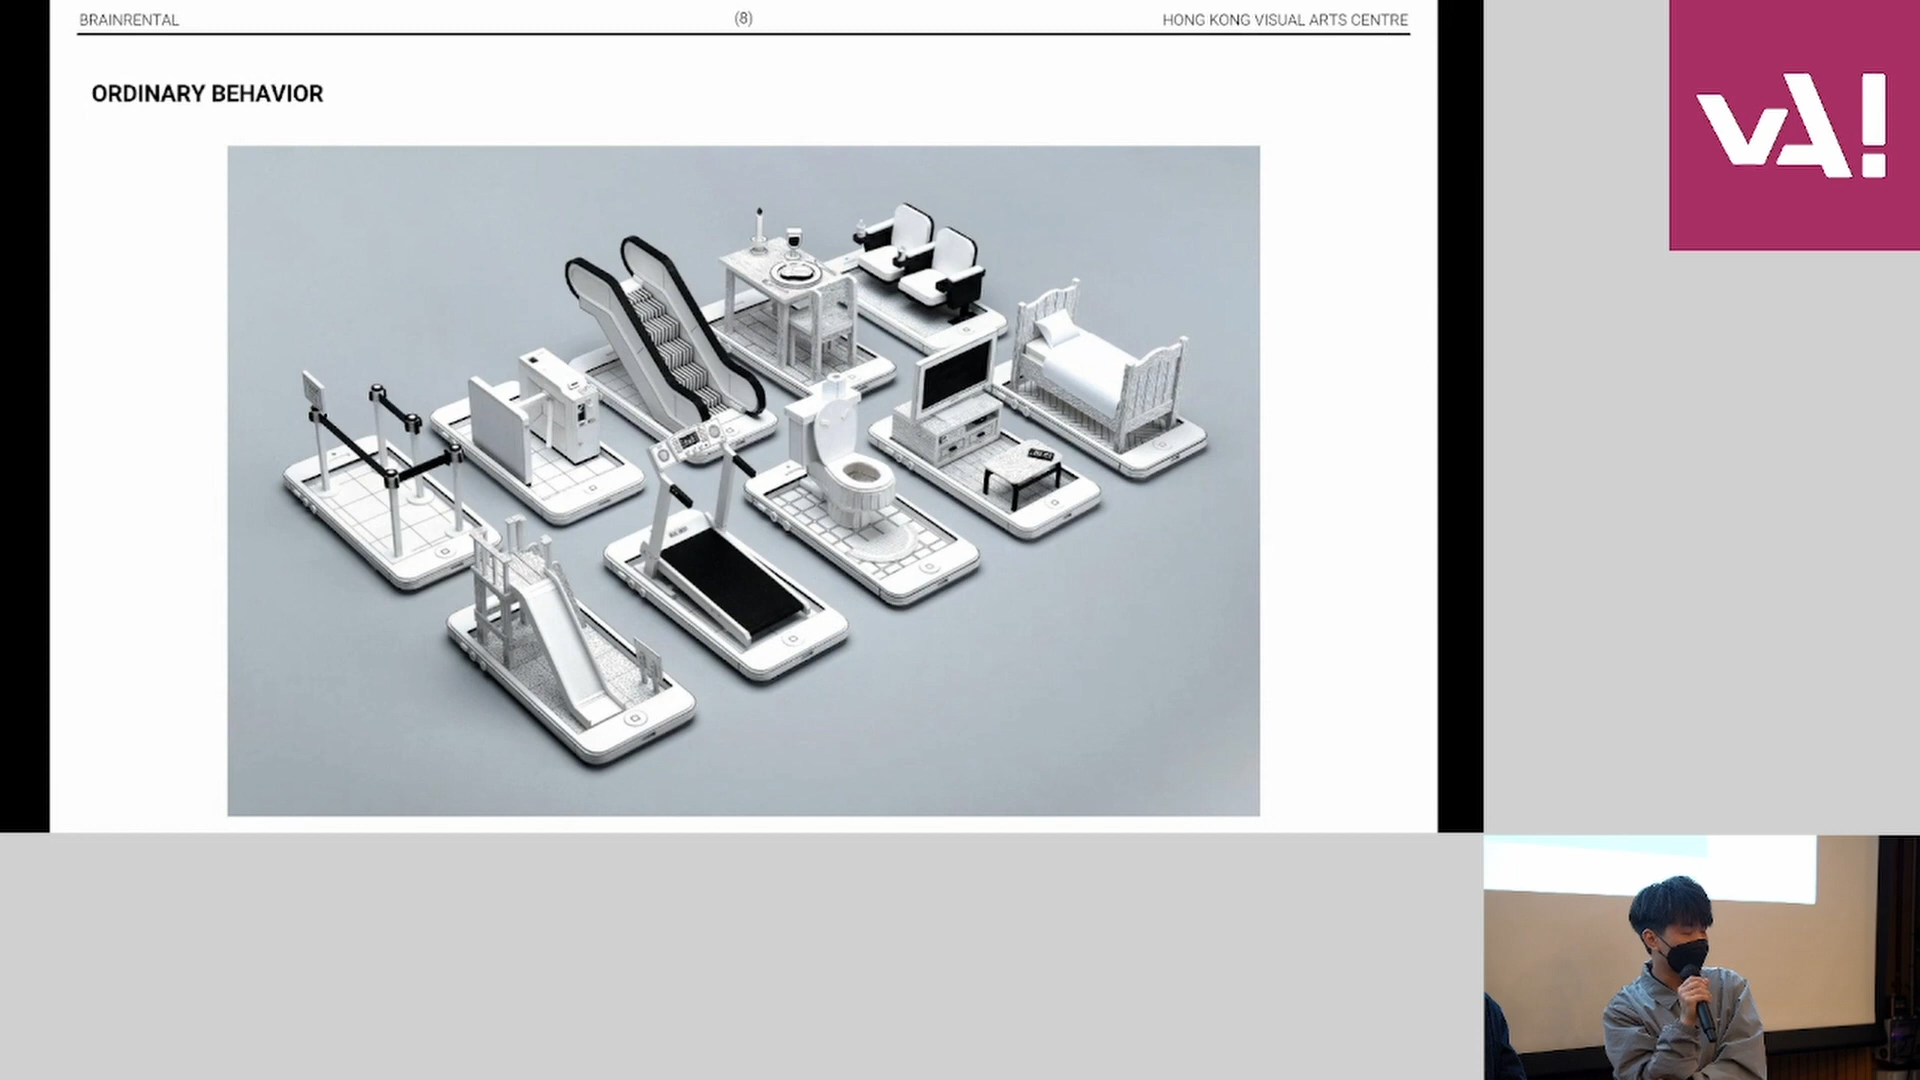 BRAINRENTAL
(8)
HONG KONG VISUAL ARTS CENTRE
ORDINARY BEHAVIOR
vA!